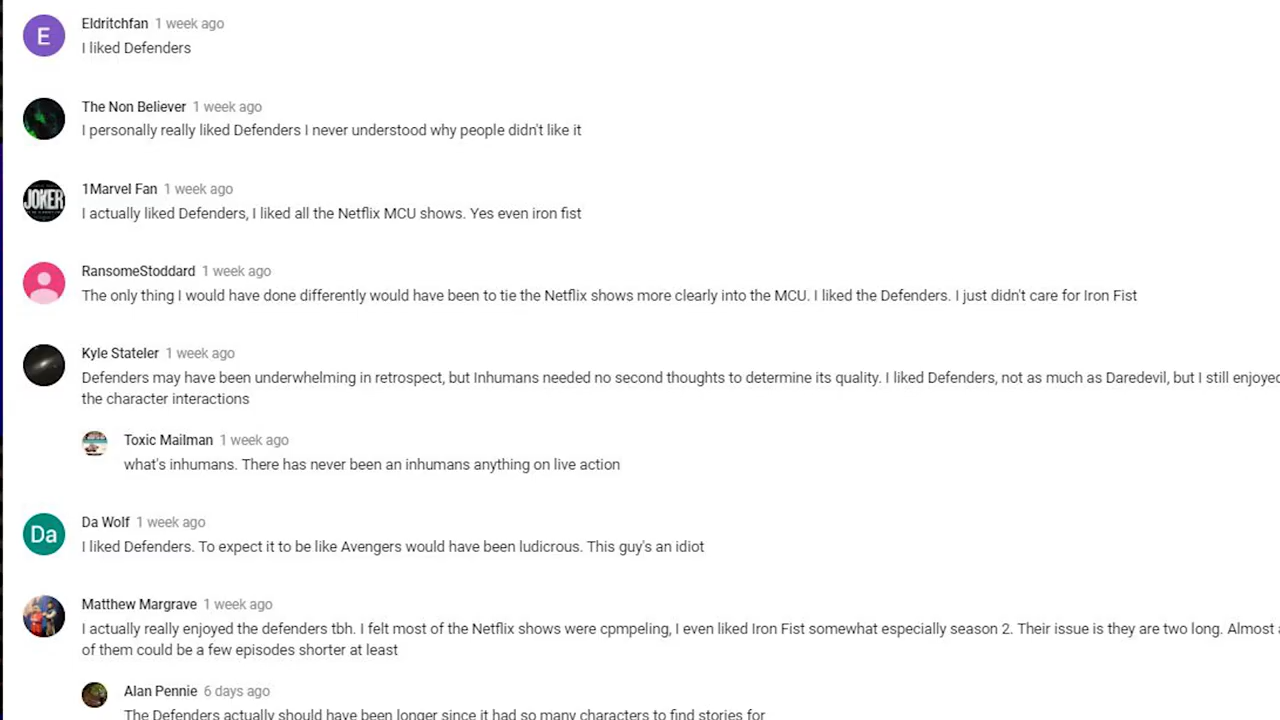 E
Eldritchfan 1 week ago
I liked Defenders
The Non Believer 1 week ago
I personally really liked Defenders I never understood why people didn't like it
JOKER
1Marvel Fan 1 week ago
I actually liked Defenders, I liked all the Netflix MCU shows. Yes even iron fist
RansomeStoddard 1 week ago
The only thing I would have done differently would have been to tie the Netflix shows more clearly into the MCU. I liked the Defenders. I just didn't care for Iron Fist
Kyle Stateler 1 week ago
Defenders may have been underwhelming in retrospect, but Inhumans needed no second thoughts to determine its quality. I liked Defenders, not as much as Daredevil, but I still enjoyed
the character interactions
Toxic Mailman 1 week ago
what's inhumans. There has never been an inhumans anything on live action
Da
Da Wolf 1 week ago
I liked Defenders. To expect it to be like Avengers would have been ludicrous. This guy's an idiot
Matthew Margrave 1 week ago
I actually really enjoyed the defenders tbh. I felt most of the Netflix shows were cpmpeling, I even liked Iron Fist somewhat especially season 2. Their issue is they are two long. Almost
of them could be a few episodes shorter at least
Alan Pennie 6 days ago
The Defenders actually should have been longer since it had so many characters to find stories for